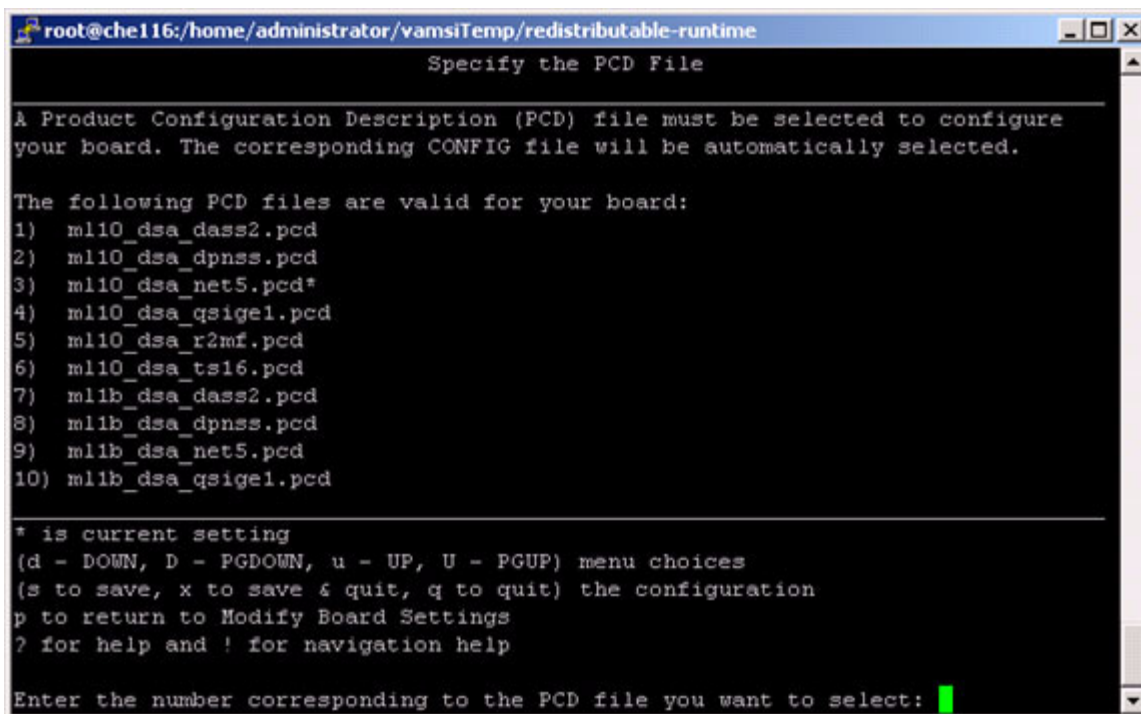 root@che116:/home/administrator/vamsiTemp/redistributable-runtime
Specify the PCD File
A Product Configuration Description (PCD) file must be selected to configure
your board. The corresponding CONFIG file will be automatically selected.
The following PCD files are valid for your board:
1) ml10_dsa_dass2.pcd
2) ml10_dsa_dpnss.pcd
3) ml10_dsa_net5.pcd*
4) ml10_dsa_qsige1.pcd
5) ml10_dsa_r2mf.pcd
6) ml10_dsa_ts16.pcd
7) ml1b_dsa_dass2.pcd
8) ml1b_dsa_dpnss.pcd
9) ml1b_dsa_net5.pcd
10) ml1b_dsa_qsige1.pcd
* is current setting
(d - DOWN, D - PGDOWN, u - UP, U - PGUP) menu choices
(s to save, x to save & quit, q to quit) the configuration
p to return to Modify Board Settings
? for help and ! for navigation help
Enter the number corresponding to the PCD file you want to select: